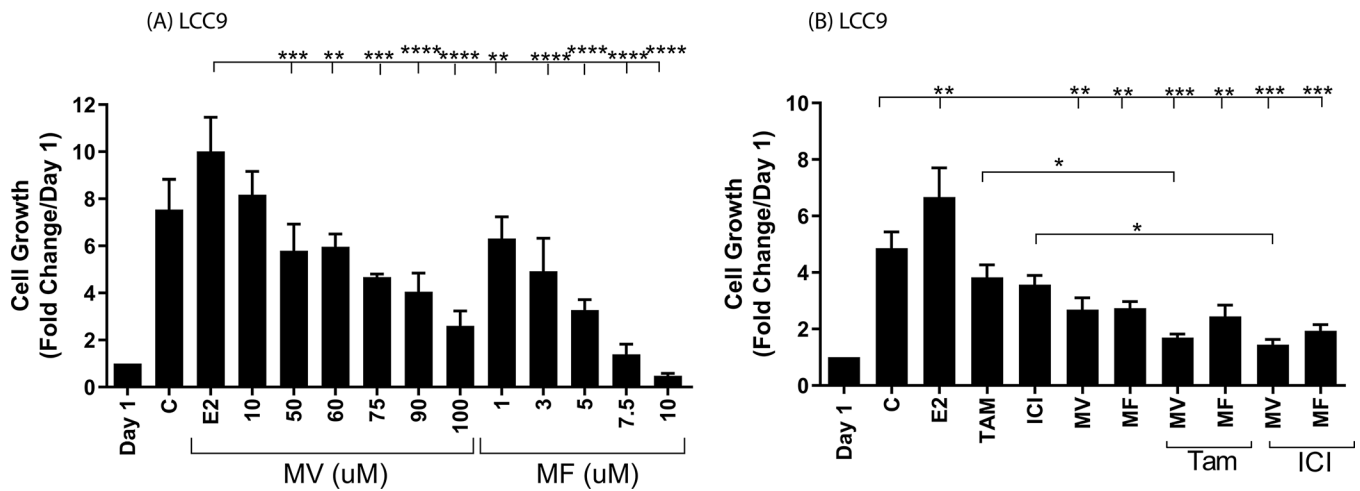 (A) LCC9
*** ** *** **** **** ** **** **** **** ****
Cell Growth
(Fold Change/Day 1)
12
10
8
6
4
2
0
Day 1 C E2 10 50 60 75 90 100 1 3 5 7.5 10
MV (uM) MF (uM)
(B) LCC9
** ** ** *** ** *** ***
*
*
Cell Growth
(Fold Change/Day 1)
10
8
6
4
2
0
Day 1 C E2 TAM ICI MV MF MV MF MV MF
Tam ICI